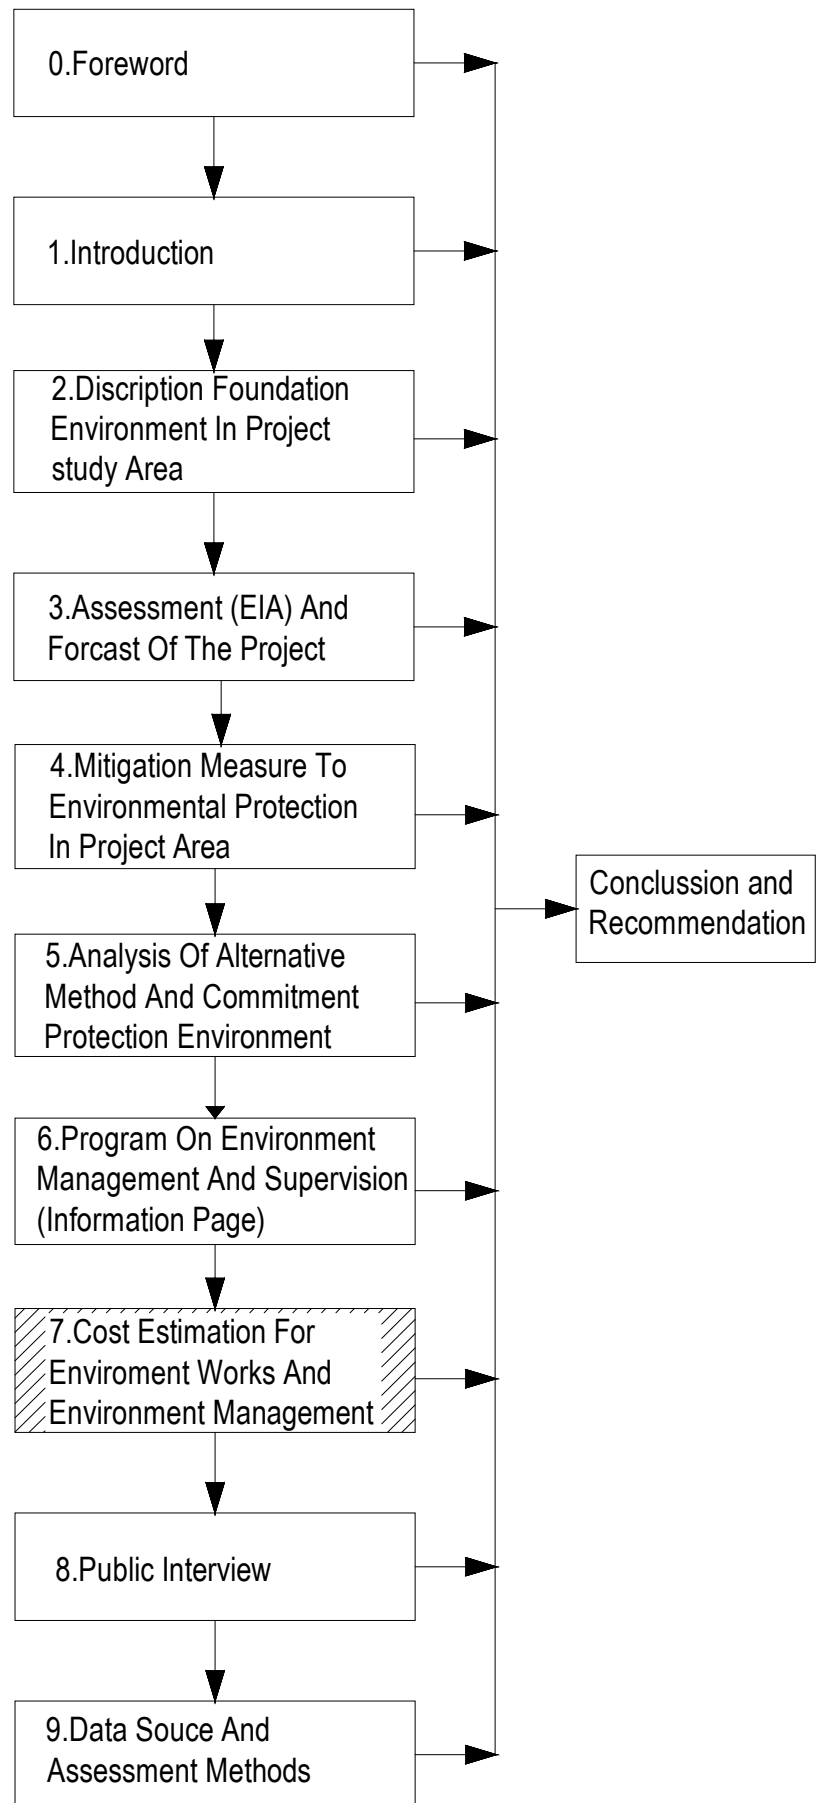 0.Foreword
1.Introduction
2.Discription Foundation
Environment In Project
study Area
3.Assessment (EIA) And
Forcast Of The Project
4.Mitigation Measure To
Environmental Protection
In Project Area
5.Analysis Of Alternative
Method And Commitment
Protection Environment
6.Program On Environment
Management And Supervision
(Information Page)
7.Cost Estimation For
Enviroment Works And
Environment Management
8.Public Interview
9.Data Souce And
Assessment Methods
Conclussion and
Recommendation